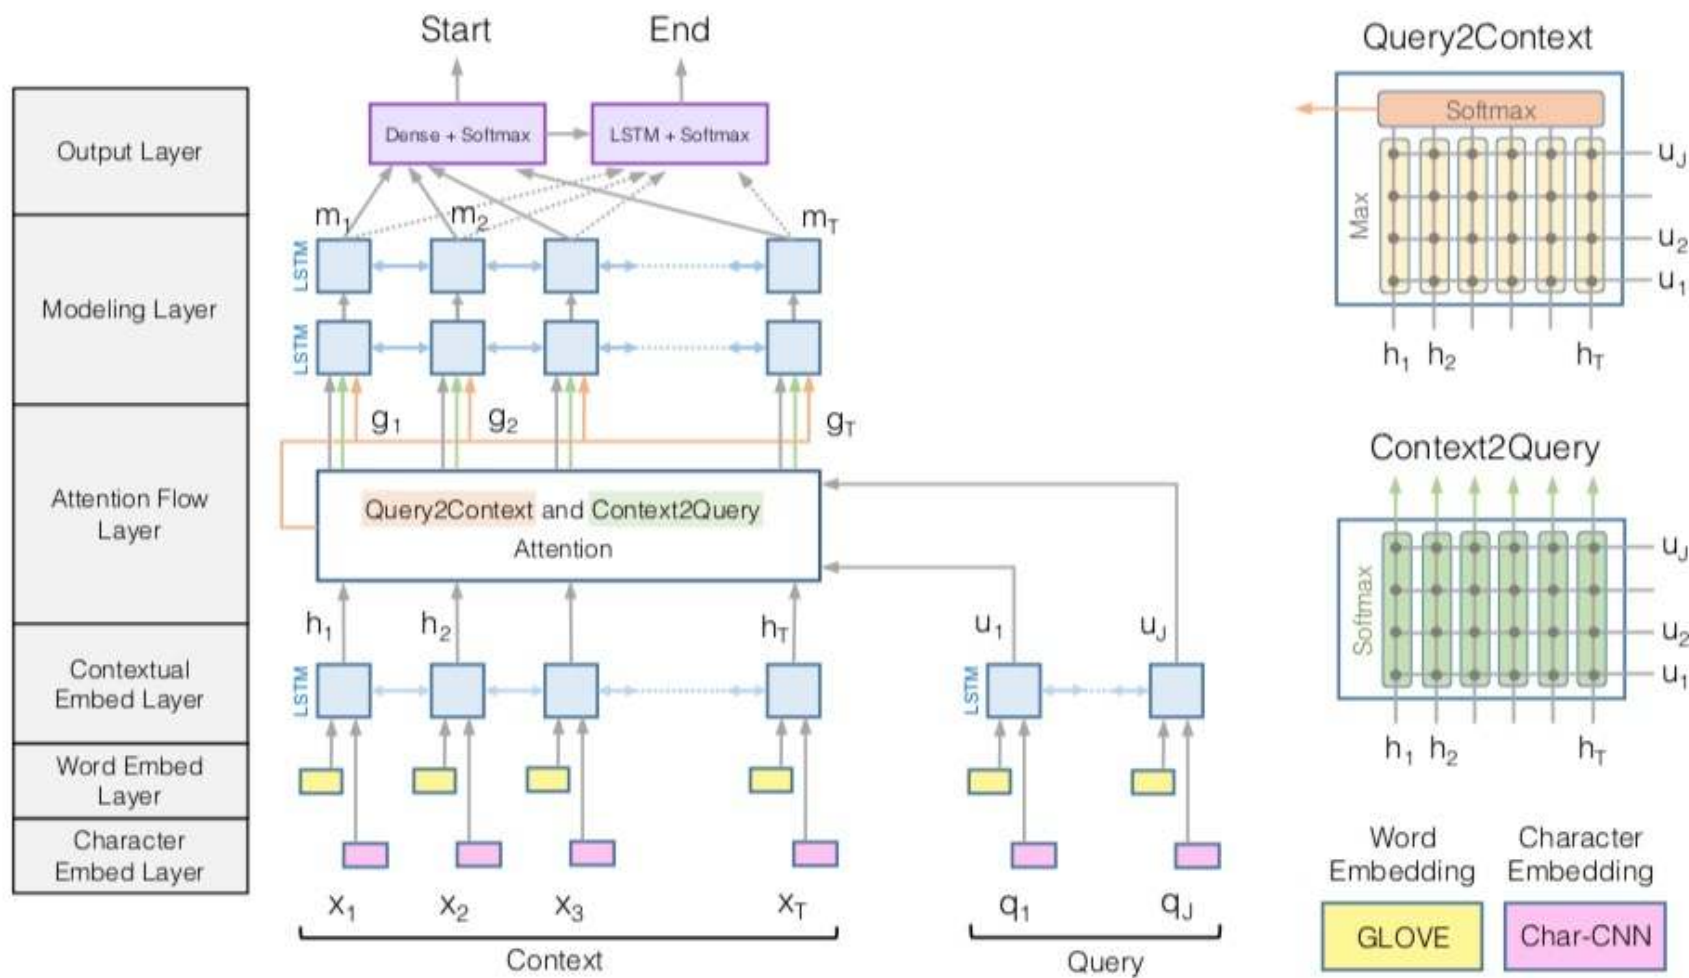 Start
End
Output Layer
Dense + Softmax
LSTM + Softmax
Modeling Layer
m1
m2
mT
LSTM
LSTM
Attention Flow
Layer
g1
g2
gT
Query2Context and Context2Query
Attention
Contextual
Embed Layer
h1
h2
hT
u1
uJ
LSTM
LSTM
Word Embed
Layer
Character
Embed Layer
x1
x2
x3
xT
q1
qJ
Context
Query
Query2Context
Softmax
Max
uJ
u2
u1
h1
h2
hT
Context2Query
Softmax
uJ
u2
u1
h1
h2
hT
Word
Embedding
Character
Embedding
GLOVE
Char-CNN